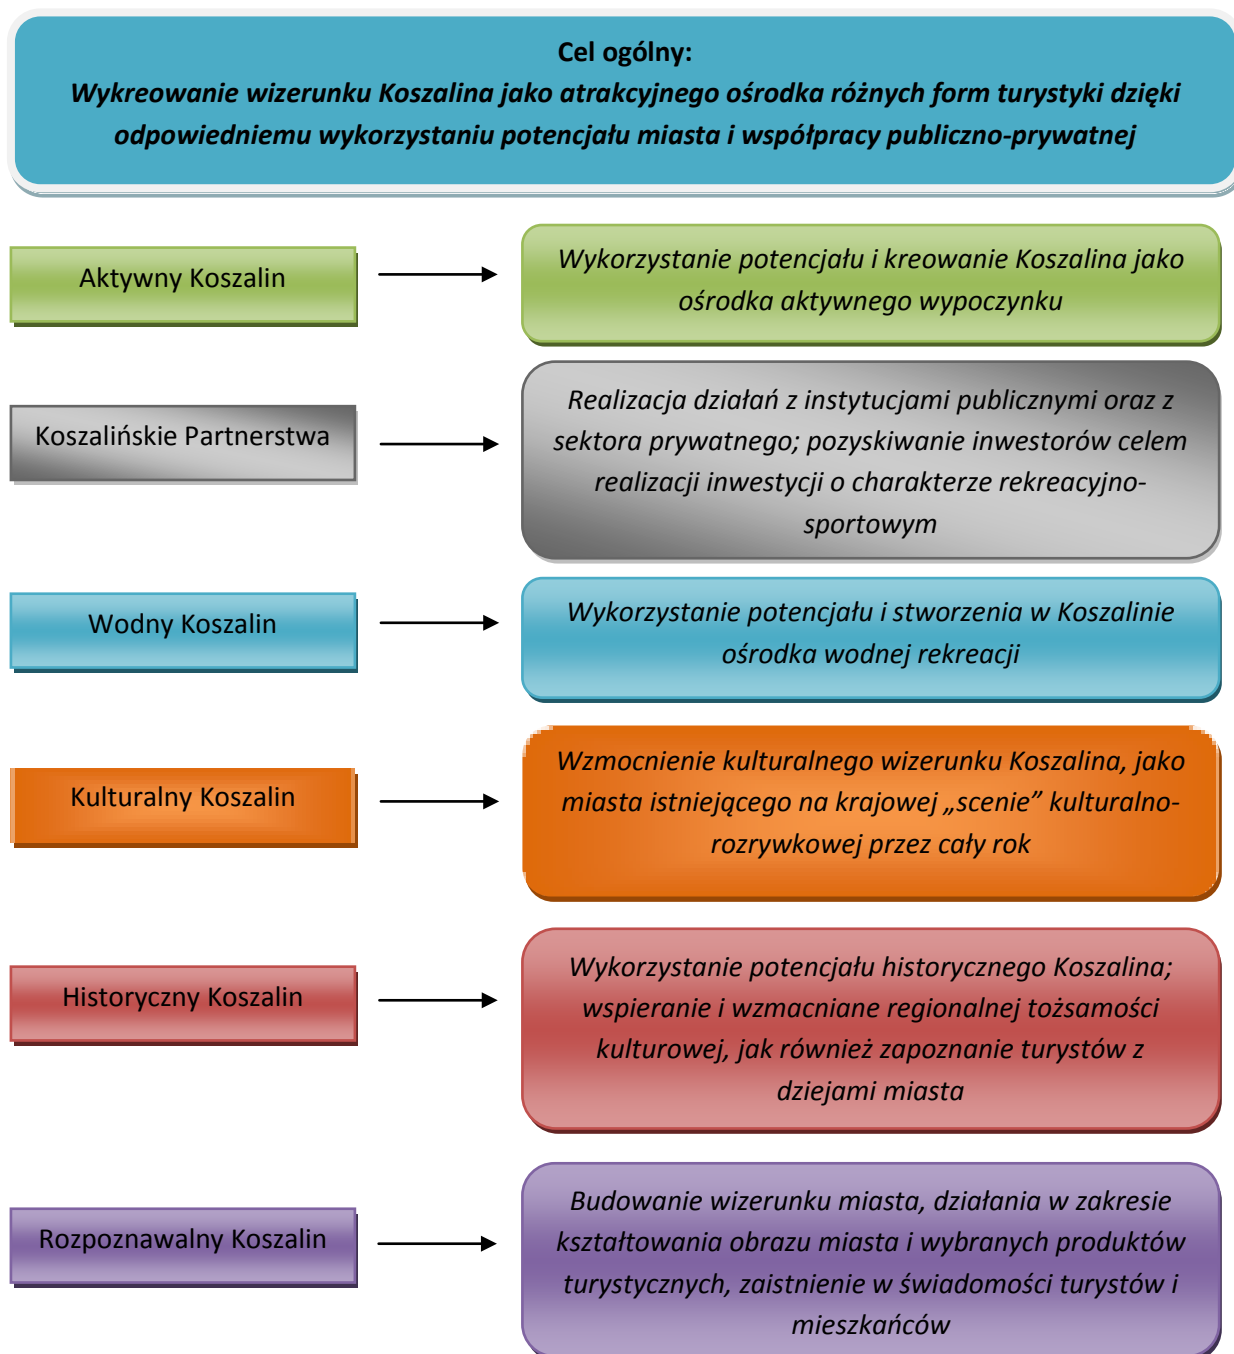 Cel ogólny:
Wykreowanie wizerunku Koszalina jako atrakcyjnego ośrodka różnych form turystyki dzięki
odpowiedniemu wykorzystaniu potencjału miasta i współpracy publiczno-prywatnej
Aktywny Koszalin
Wykorzystanie potencjału i kreowanie Koszalina jako
ośrodka aktywnego wypoczynku
Koszalińskie Partnerstwa
Realizacja działań z instytucjami publicznymi oraz z
sektora prywatnego; pozyskiwanie inwestorów celem
realizacji inwestycji o charakterze rekreacyjno-
sportowym
Wodny Koszalin
Wykorzystanie potencjału i stworzenia w Koszalinie
ośrodka wodnej rekreacji
Kulturalny Koszalin
Wzmocnienie kulturalnego wizerunku Koszalina, jako
miasta istniejącego na krajowej „scenie” kulturalno-
rozrywkowej przez cały rok
Historyczny Koszalin
Wykorzystanie potencjału historycznego Koszalina;
wspieranie i wzmacniane regionalnej tożsamości
kulturowej, jak również zapoznanie turystów z
dziejami miasta
Rozpoznawalny Koszalin
Budowanie wizerunku miasta, działania w zakresie
kształtowania obrazu miasta i wybranych produktów
turystycznych, zaistnienie w świadomości turystów i
mieszkańców